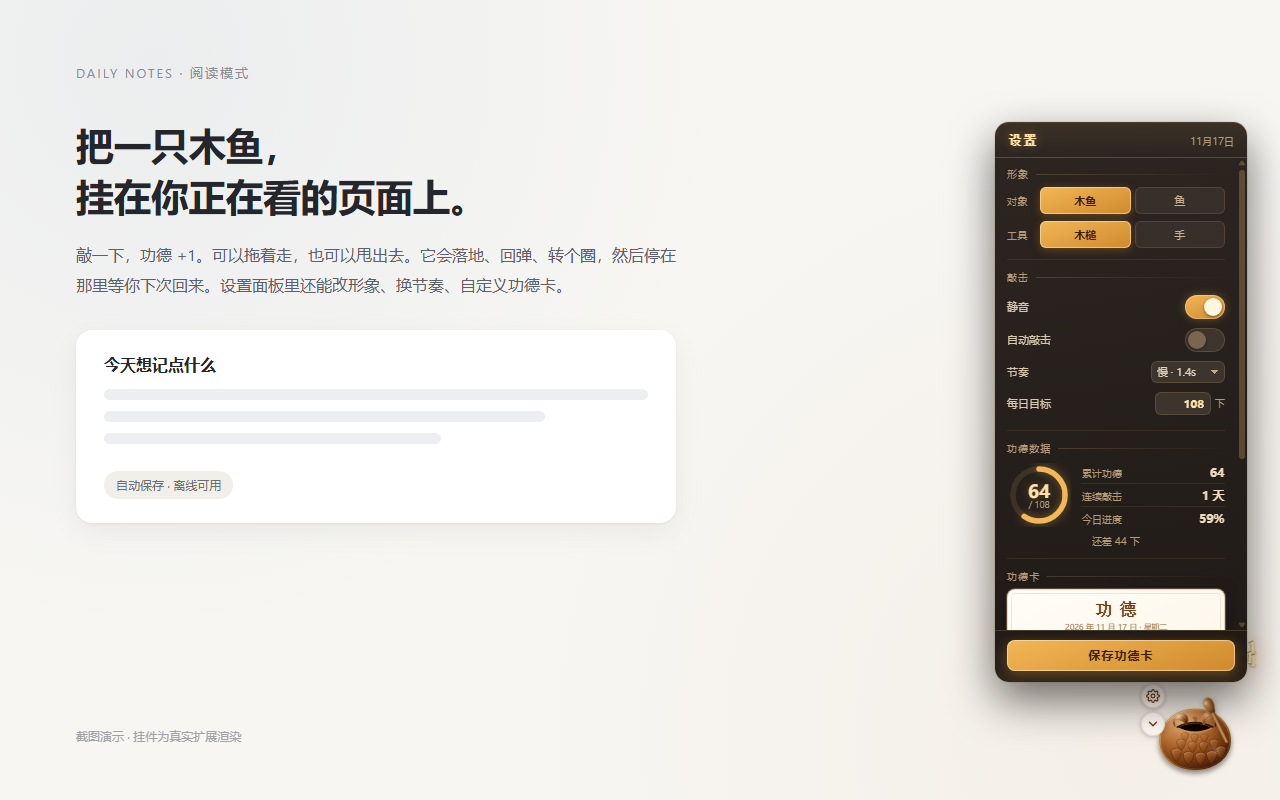 DAILY NOTES · 阅读模式
把一只木鱼，
挂在你正在看的页面上。
敲一下，功德 +1。可以拖着走，也可以甩出去。它会落地、回弹、转个圈，然后停在
那里等你下次回来。设置面板里还能改形象、换节奏、自定义功德卡。
今天想记点什么
自动保存 · 离线可用
截图演示 · 挂件为真实扩展渲染
设置
11月17日
形象
对象 木鱼 鱼
工具 木槌 手
敲击
静音
自动敲击
节奏 慢 · 1.4s
每日目标 108 下
功德数据
64
/ 108
累计功德 64
连续敲击 1 天
今日进度 59%
还差 44 下
功德卡
功 德
2026 年 11 月 17 日 · 星期二
保存功德卡